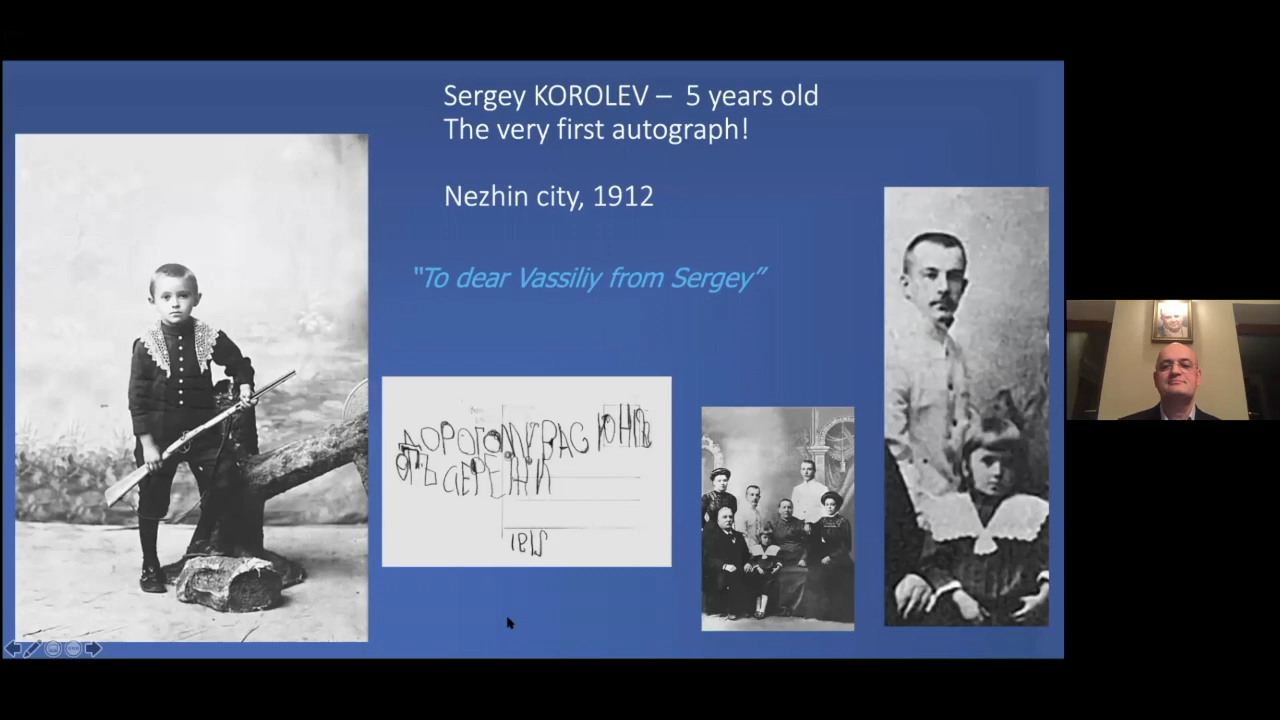 Sergey KOROLEV – 5 years old
The very first autograph!
Nezhin city, 1912
"To dear Vassiliy from Sergey”
ДОРОГОМУ ВАСЮНѢ
ОТЪ СЕРЕЖИ